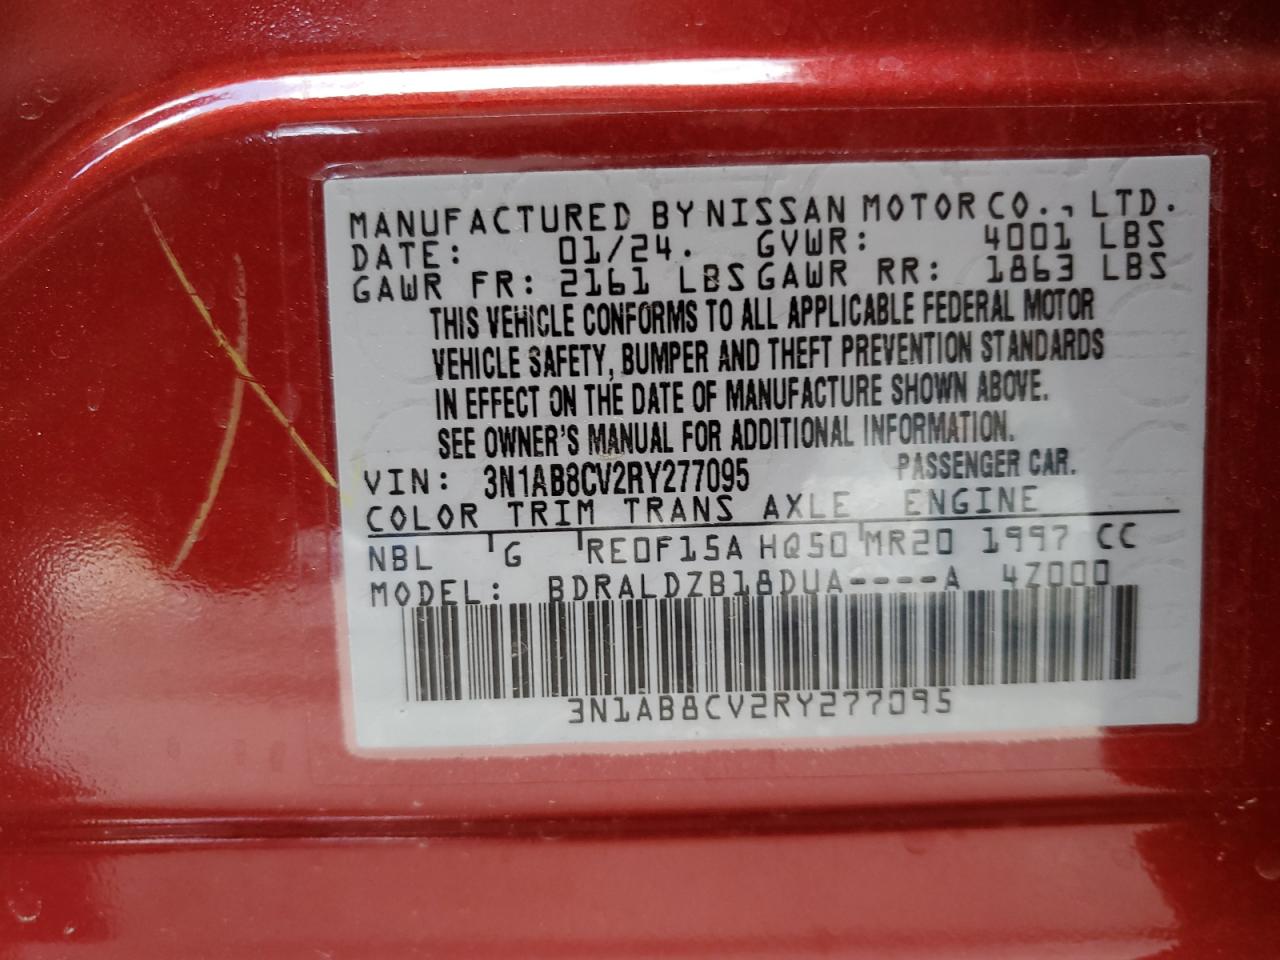 MANUFACTURED BY NISSAN MOTOR CO., LTD.
DATE: 01/24. GVWR: 4001 LBS
GAWR FR: 2161 LBS GAWR RR: 1863 LBS
THIS VEHICLE CONFORMS TO ALL APPLICABLE FEDERAL MOTOR
VEHICLE SAFETY, BUMPER AND THEFT PREVENTION STANDARDS
IN EFFECT ON THE DATE OF MANUFACTURE SHOWN ABOVE.
SEE OWNER'S MANUAL FOR ADDITIONAL INFORMATION.
VIN: 3N1AB8CV2RY277095 PASSENGER CAR.
COLOR TRIM TRANS AXLE ENGINE
NBL G RE0F15A HQ50 MR20 1997 CC
MODEL: BDRALDZB18DUA----A 4Z000
3N1AB8CV2RY277095